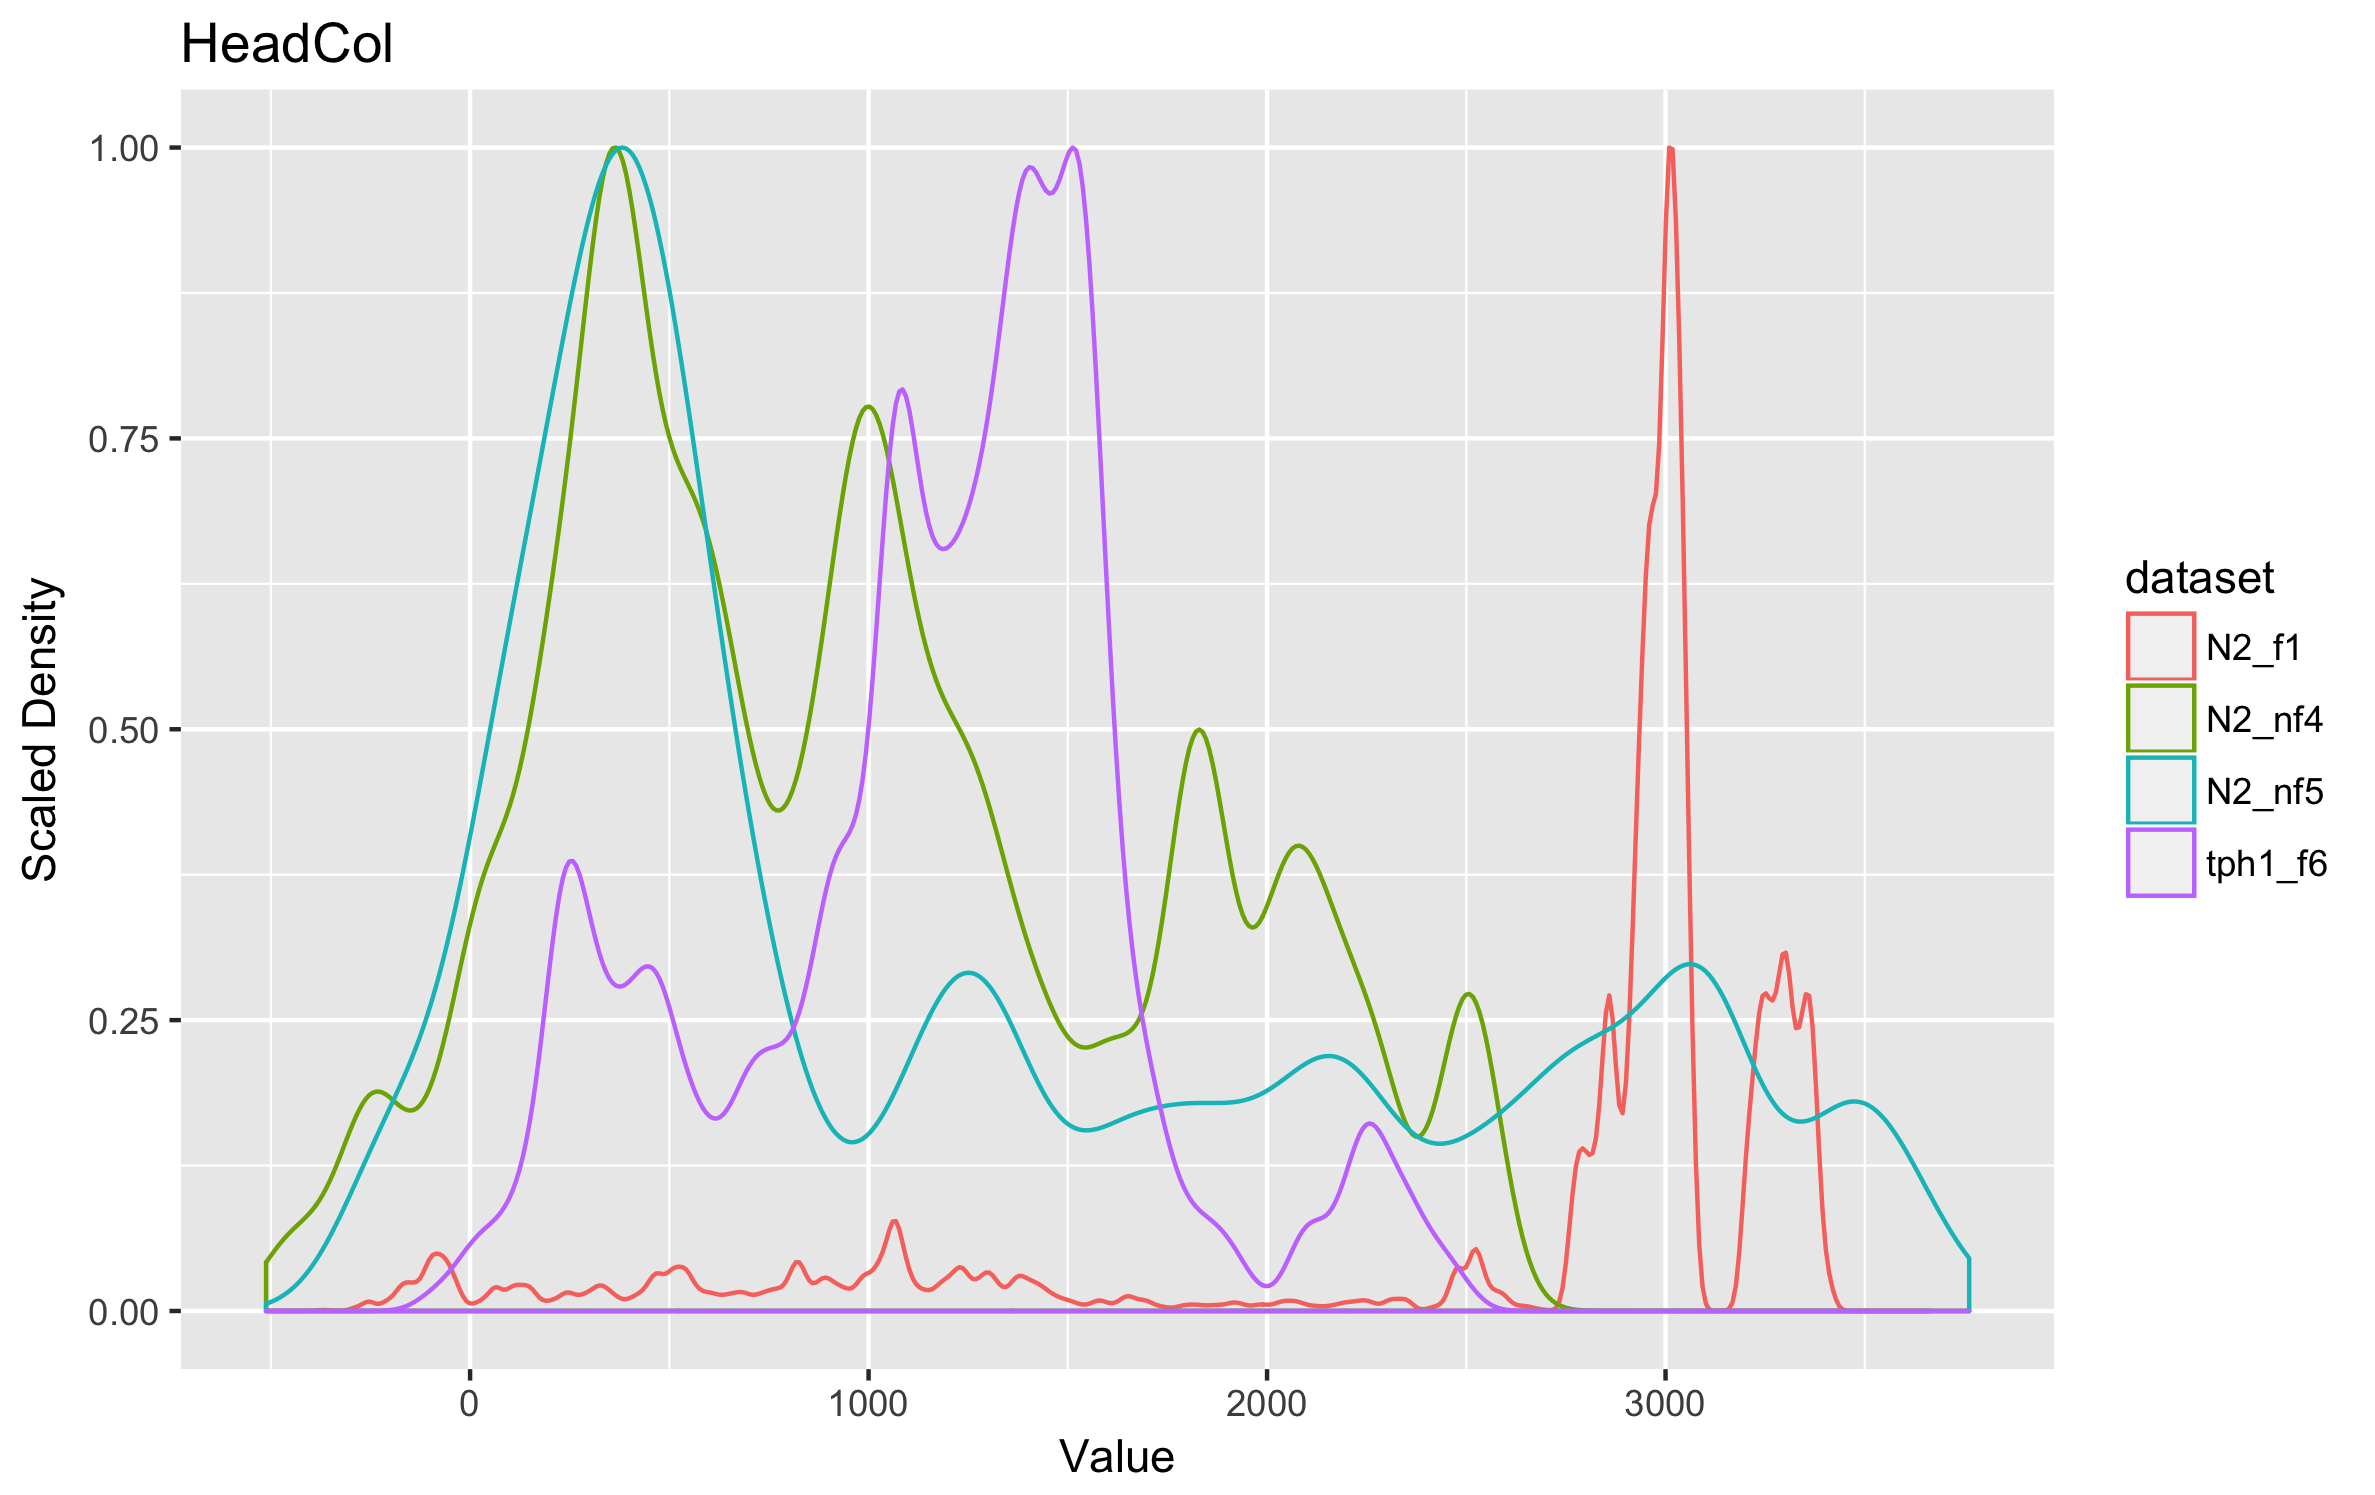 HeadCol
1.00
0.75
0.50
0.25
0.00
Scaled Density
0
1000
2000
3000
Value
dataset
N2_f1
N2_nf4
N2_nf5
tph1_f6